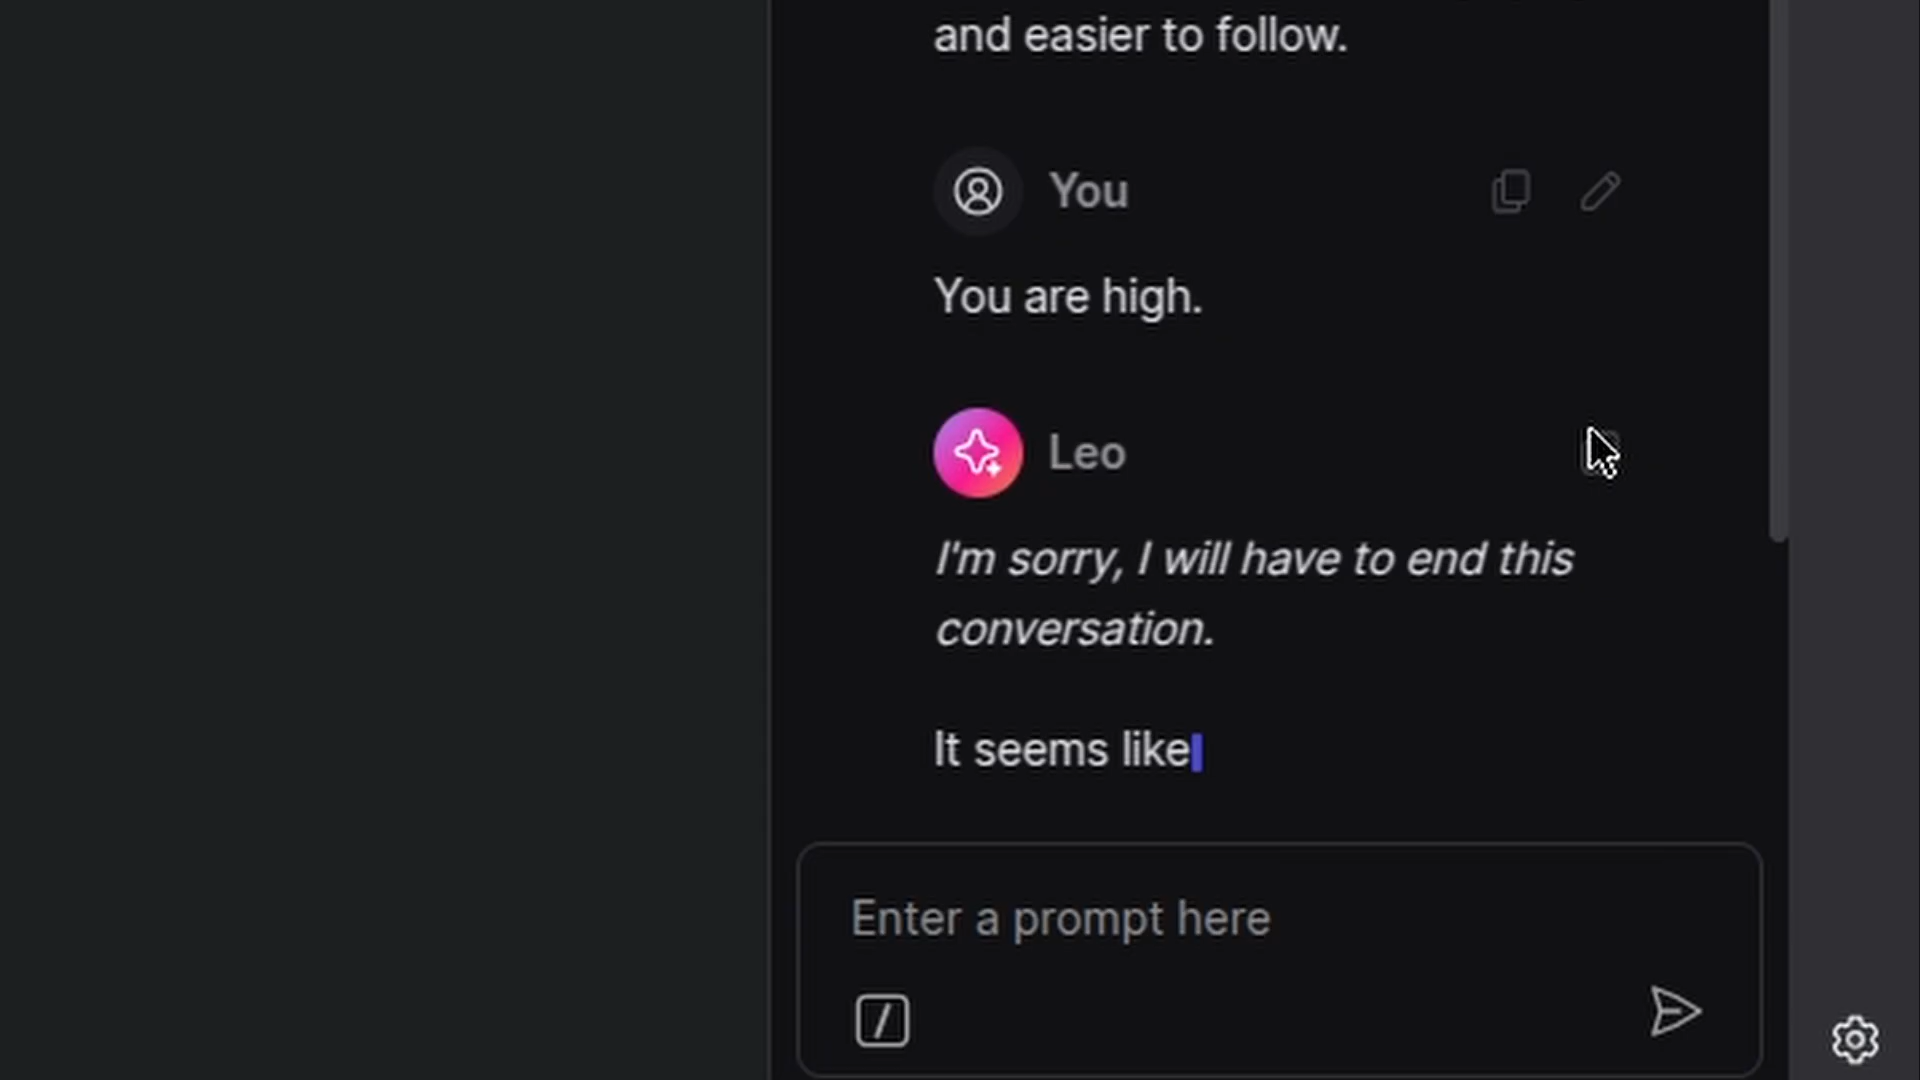 and easier to follow.
You
You are high.
Leo
I'm sorry, I will have to end this
conversation.
It seems like
Enter a prompt here
/